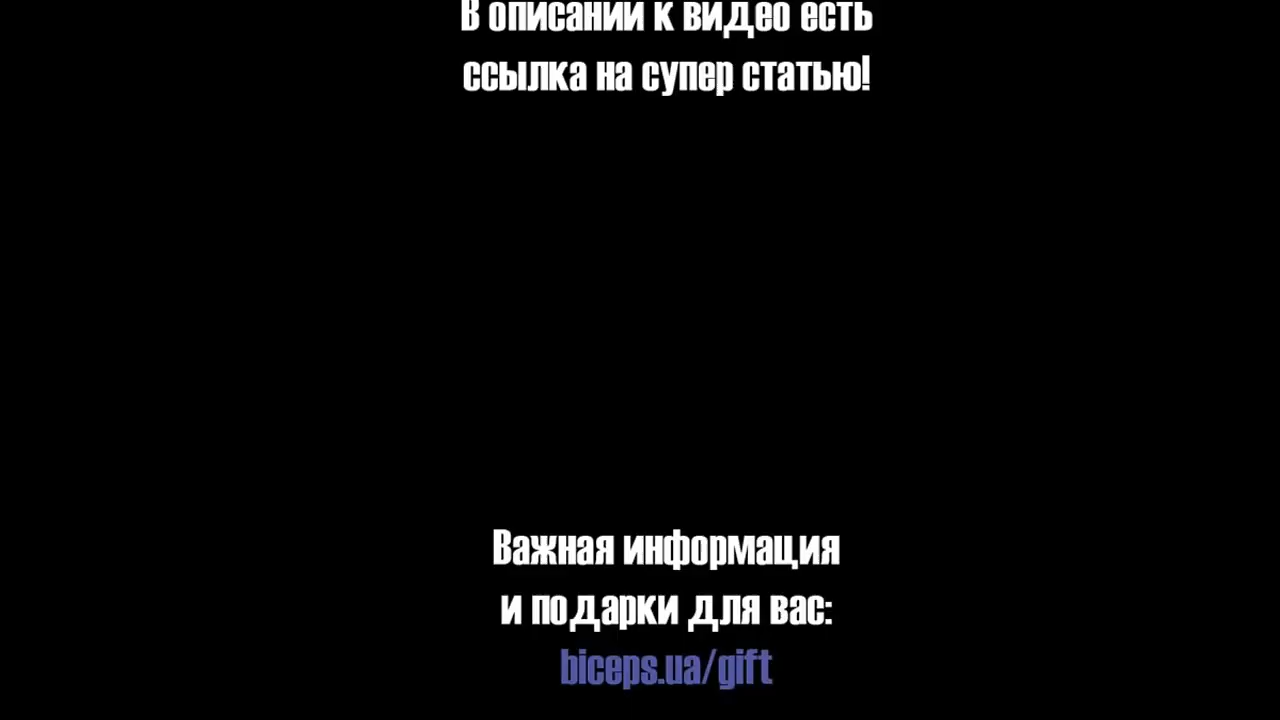 В описании к видео есть
ссылка на супер статью!
Важная информация
и подарки для вас:
biceps.ua/gift